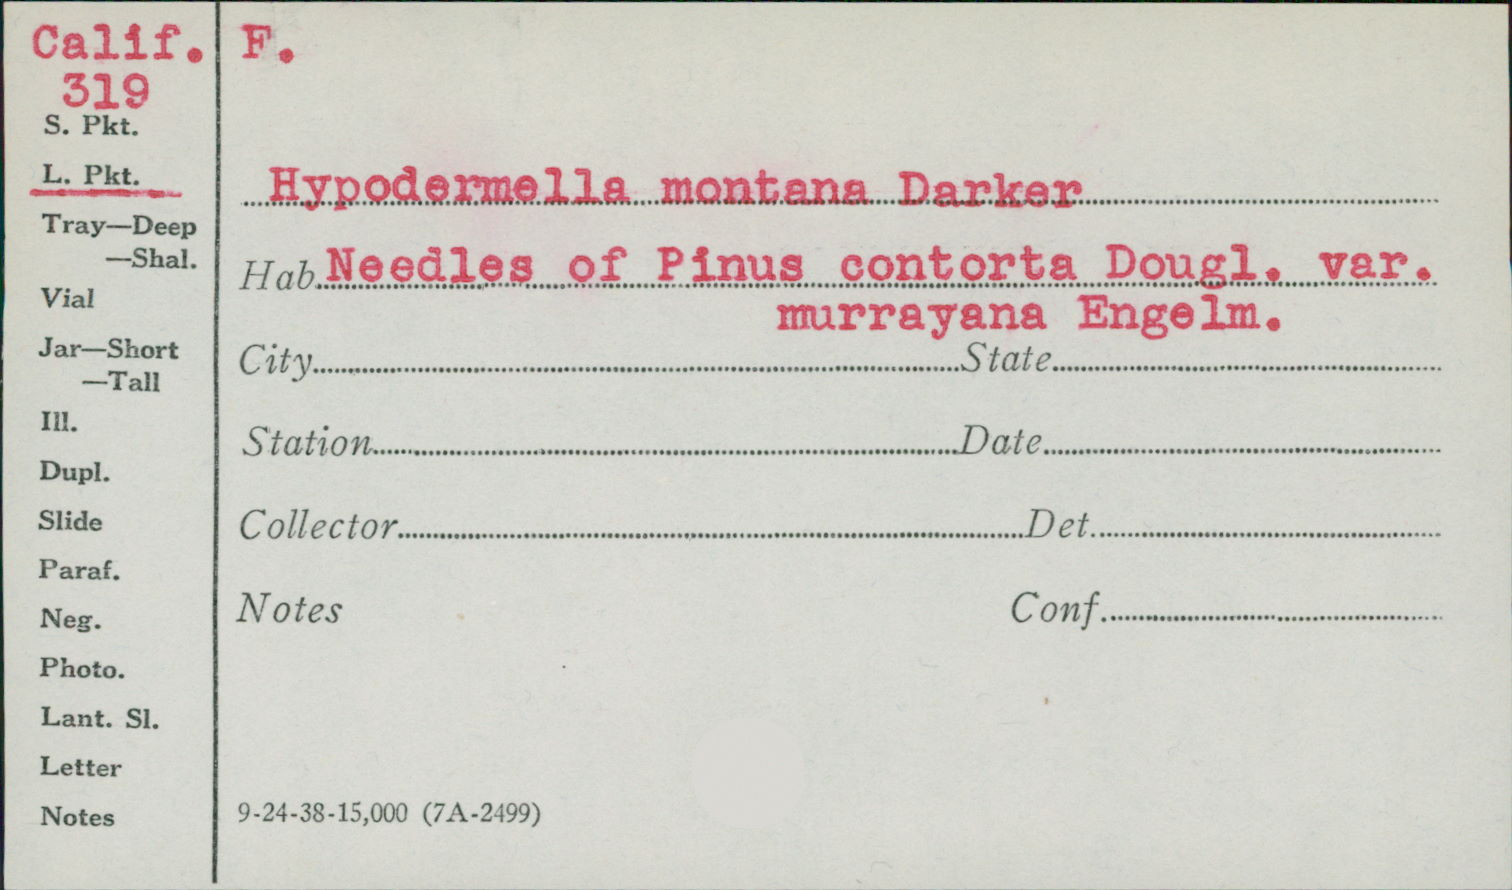 Calif. F.
319
S. Pkt.
L. Pkt.
Hypodermella montana Darker
Tray—Deep
—Shal.
Hab. Needles of Pinus contorta Dougl. var.
murrayana Engelm.
Vial
Jar—Short
—Tall
City State
Ill.
Station Date
Dupl.
Slide
Collector Det.
Paraf.
Neg.
Notes Conf.
Photo.
Lant. Sl.
Letter
Notes
9-24-38-15,000 (7A-2499)